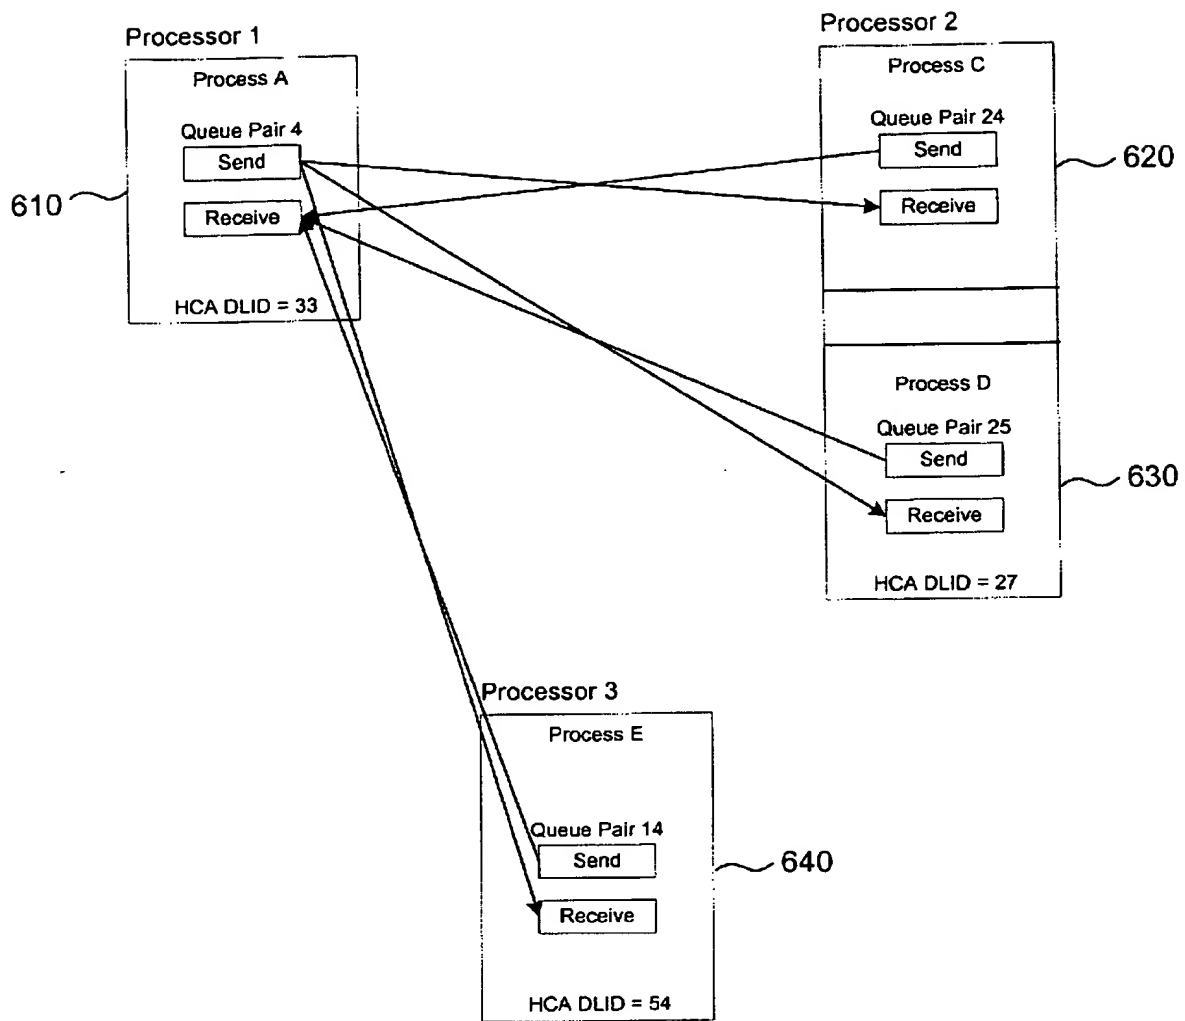 Processor 1
Process A
Queue Pair 4
Send
Receive
HCA DLID = 33
610
Processor 2
Process C
Queue Pair 24
Send
Receive
620
Process D
Queue Pair 25
Send
Receive
HCA DLID = 27
630
Processor 3
Process E
Queue Pair 14
Send
Receive
HCA DLID = 54
640